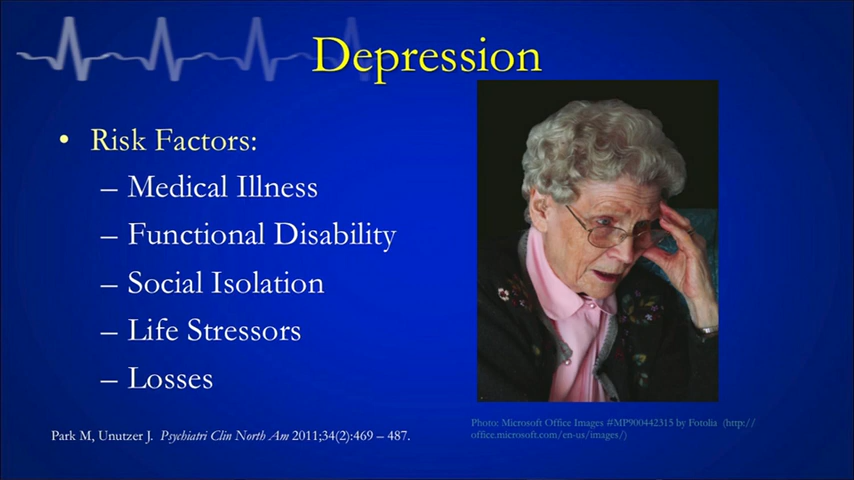 Depression
• Risk Factors:
– Medical Illness
– Functional Disability
– Social Isolation
– Life Stressors
– Losses
Park M, Unutzer J. Psychiatri Clin North Am 2011;34(2):469 – 487.
Photo: Microsoft Office Images #MP900442315 by Fotolia (http://
office.microsoft.com/en-us/images/)